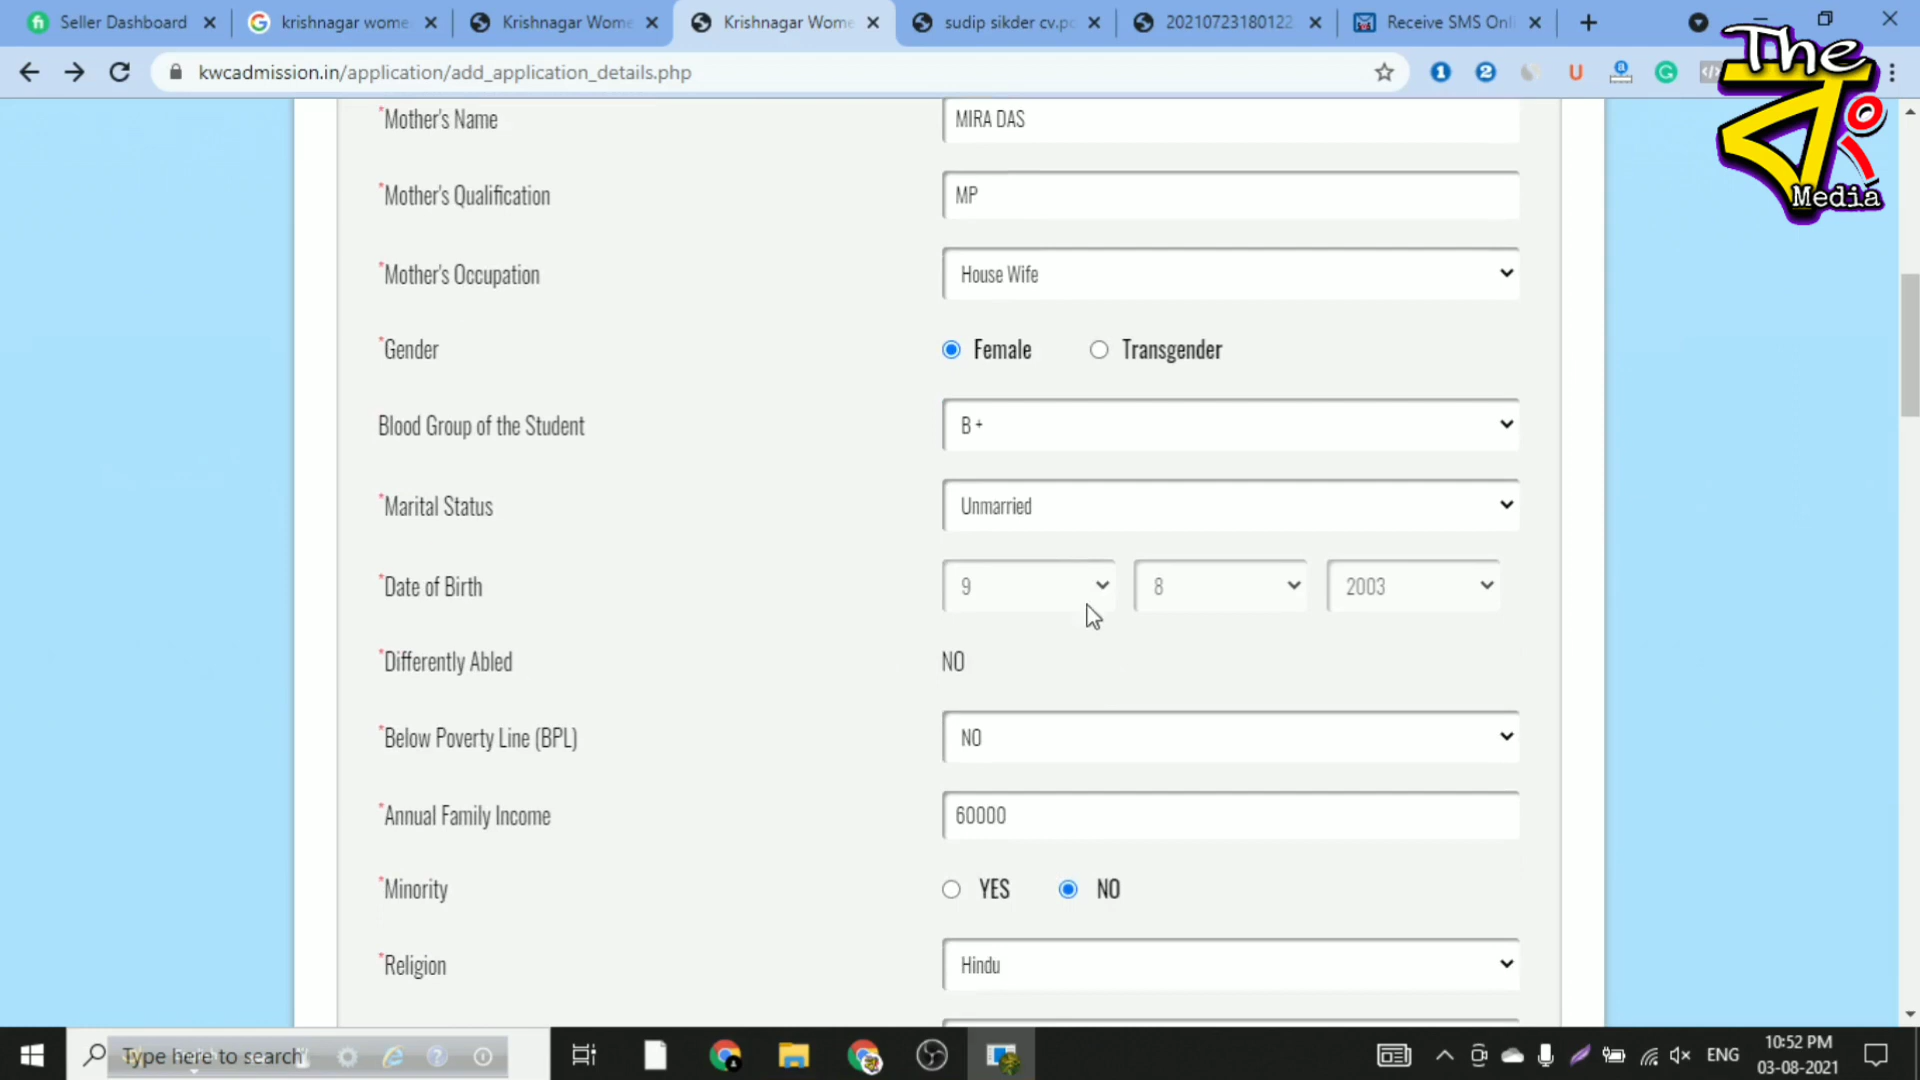 Seller Dashboard
krishnagar wome
Krishnagar Wome
Krishnagar Wome
sudip sikder cv.p
20210723180122
Receive SMS Onl
kwcadmission.in/application/add_application_details.php
The
Media
*Mother's Name
MIRA DAS
*Mother's Qualification
MP
*Mother's Occupation
House Wife
*Gender
Female
Transgender
Blood Group of the Student
B +
*Marital Status
Unmarried
*Date of Birth
9
8
2003
*Differently Abled
NO
*Below Poverty Line (BPL)
NO
*Annual Family Income
60000
*Minority
YES
NO
*Religion
Hindu
Type here to search
ENG
10:52 PM
03-08-2021